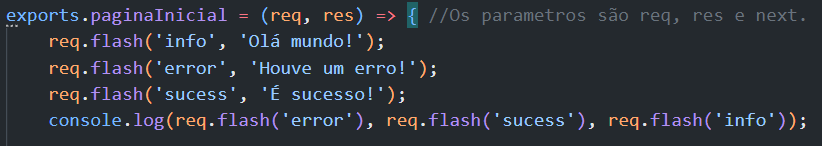 exports.paginaInicial = (req, res) => { //Os parametros são req, res e next.
req.flash('info', 'Olá mundo!');
req.flash('error', 'Houve um erro!');
req.flash('sucess', 'É sucesso!');
console.log(req.flash('error'), req.flash('sucess'), req.flash('info'));